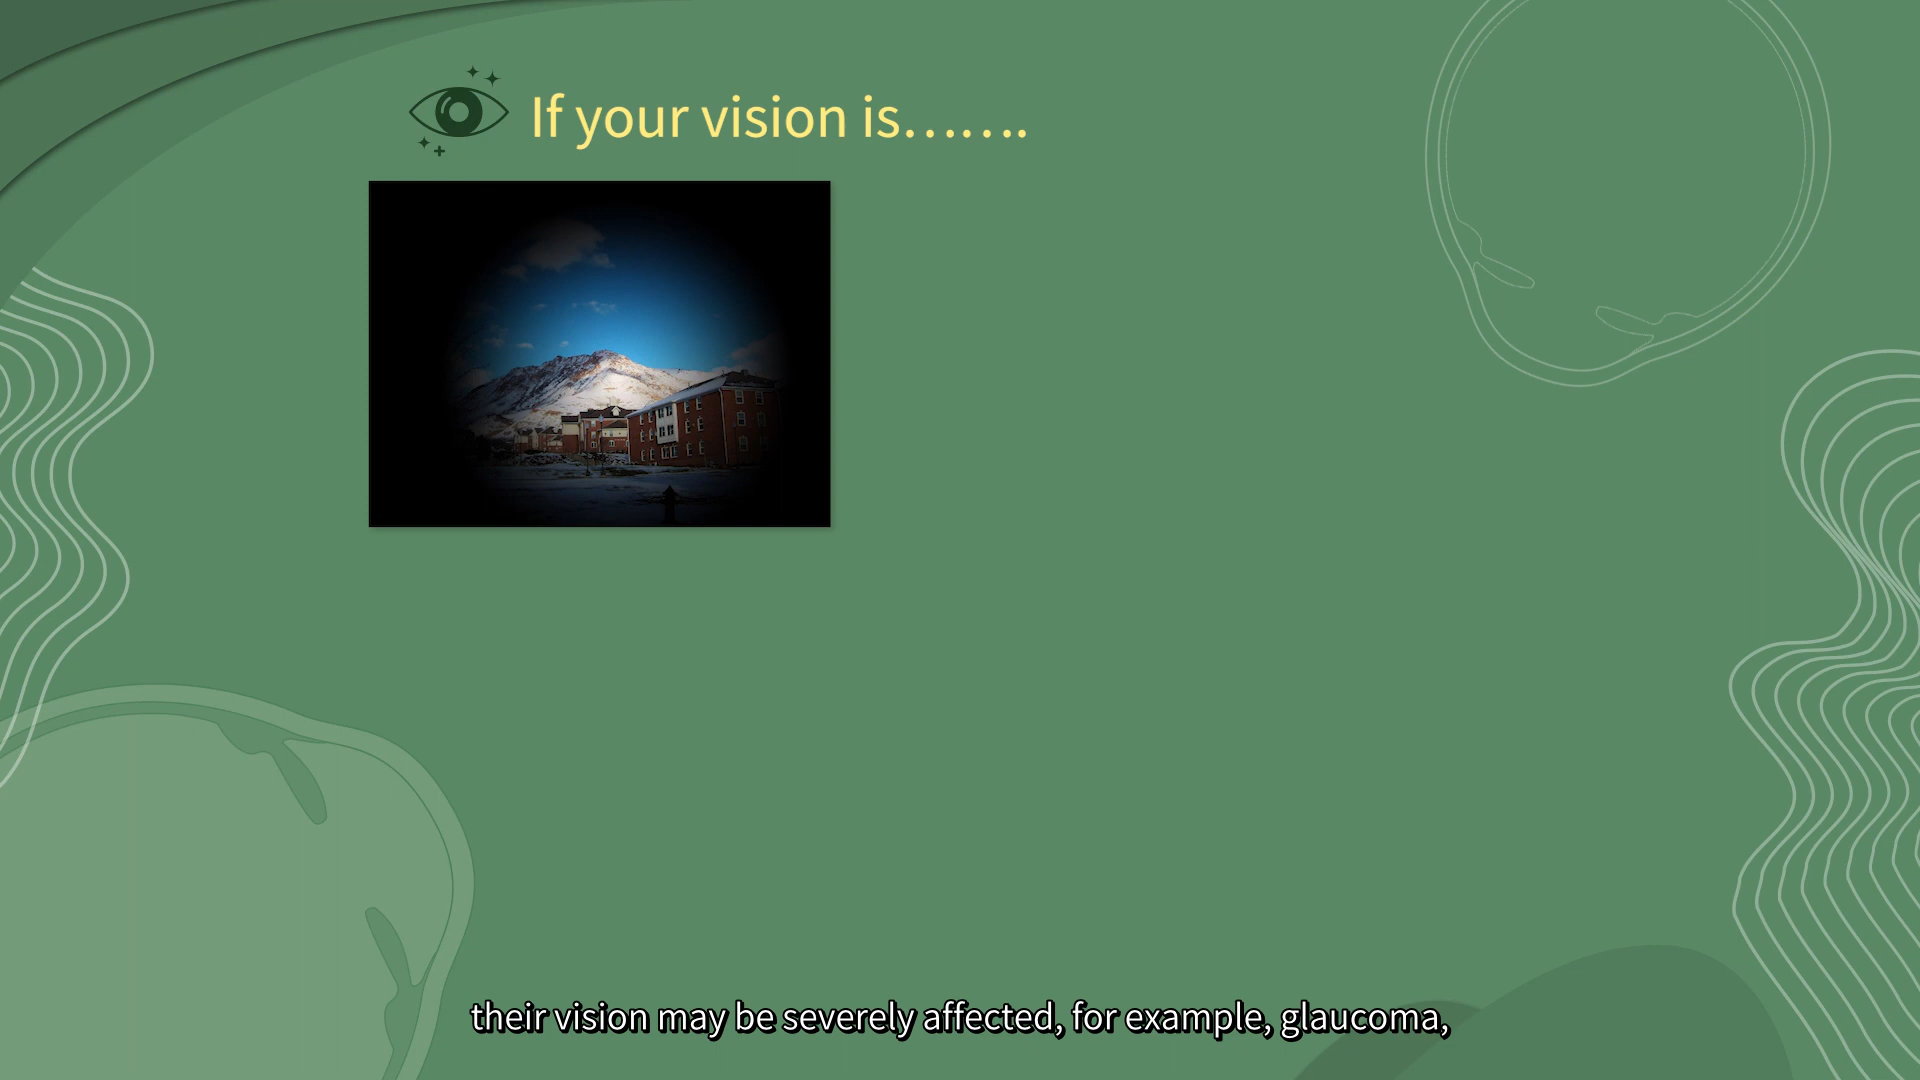 If your vision is.......
their vision may be severely affected, for example, glaucoma,